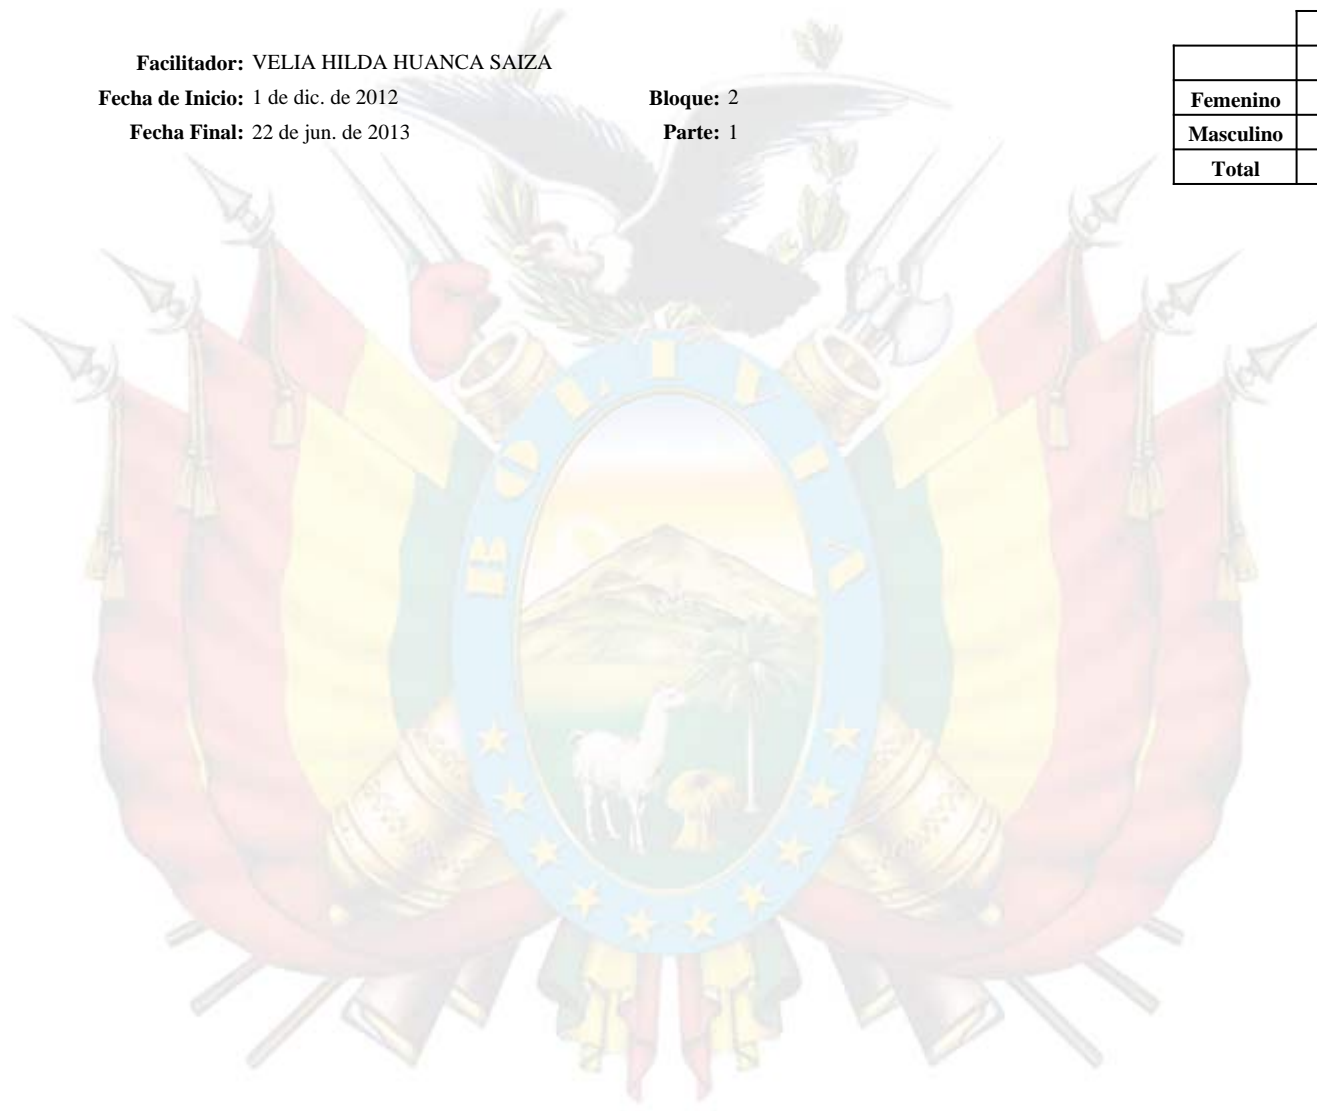 Facilitador: VELIA HILDA HUANCA SAIZA
Fecha de Inicio: 1 de dic. de 2012 Bloque: 2
Fecha Final: 22 de jun. de 2013 Parte: 1
Femenino
Masculino
Total
BOLIVIA